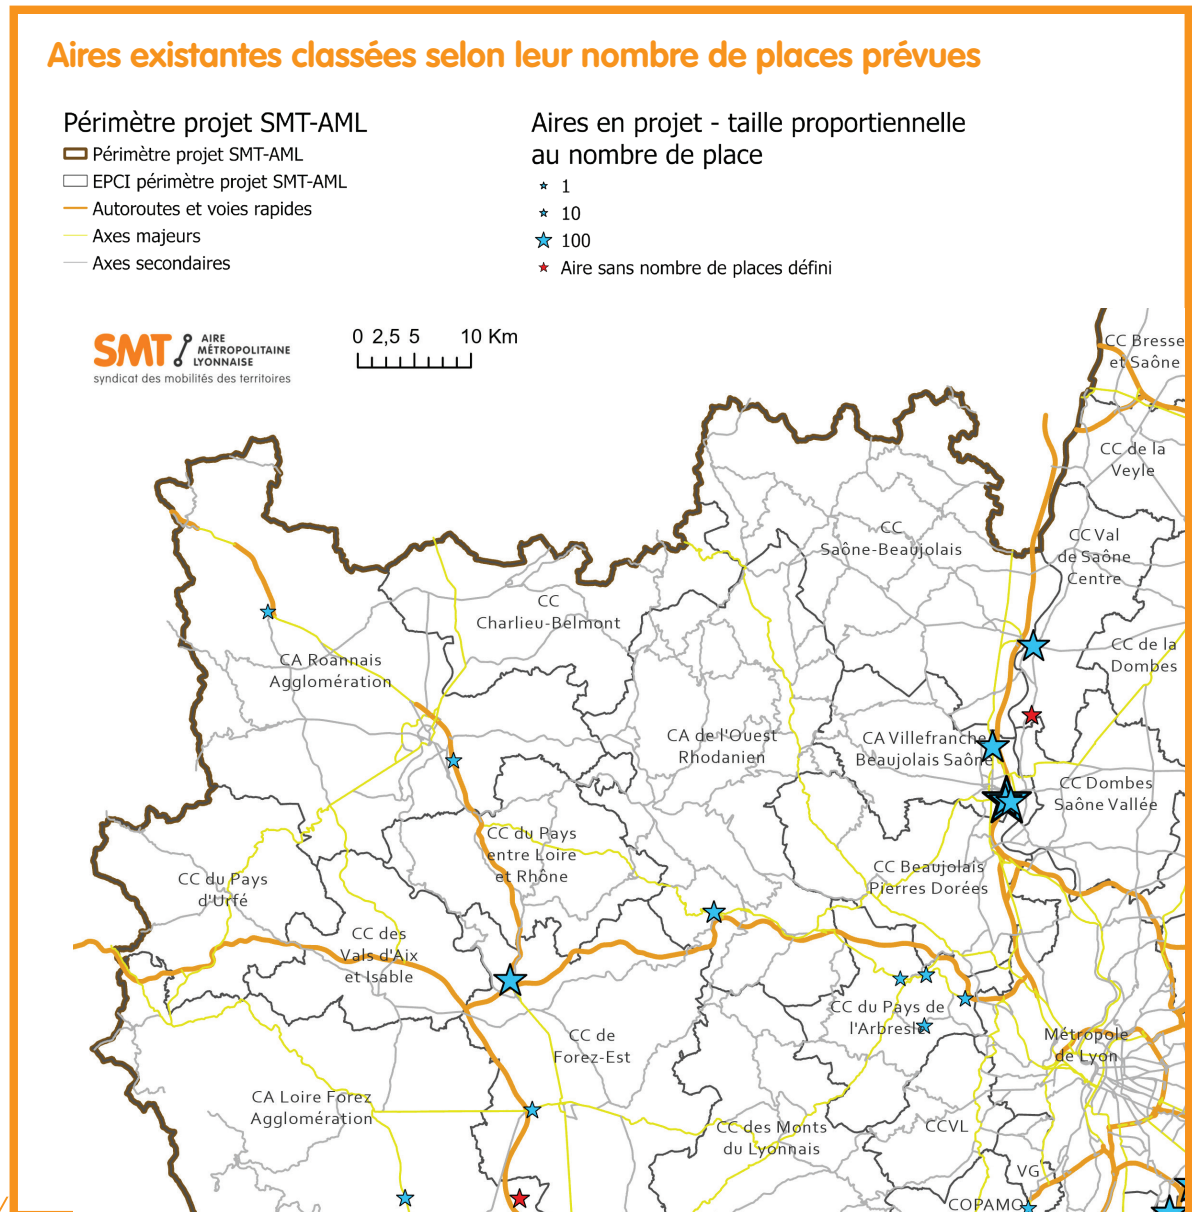 Aires existantes classées selon leur nombre de places prévues
Périmètre projet SMT-AML
Périmètre projet SMT-AML
EPCI périmètre projet SMT-AML
Autoroutes et voies rapides
Axes majeurs
Axes secondaires
Aires en projet - taille proportiennelle
au nombre de place
1
10
100
Aire sans nombre de places défini
SMT AIRE
MÉTROPOLITAINE
LYONNAISE
syndicat des mobilités des territoires
0 2,5 5 10 Km
CC Bresse
et Saône
CC de la
Veyle
CC
Saône-Beaujolais
CC Val
de Saône
Centre
CC
Charlieu-Belmont
CA Roannais
Agglomération
CC de la
Dombes
CA de l'Ouest
Rhodanien
CA Villefranche
Beaujolais Saône
CC Dombes
Saône Vallée
CC du Pays
entre Loire
et Rhône
CC du Pays
d'Urfé
CC Beaujolais
Pierres Dorées
CC des
Vals d'Aix
et Isable
CC du Pays de
l'Arbresle
CC de
Forez-Est
Métropole
de Lyon
CA Loire Forez
Agglomération
CC des Monts
du Lyonnais
CCVL
VG
COPAMO